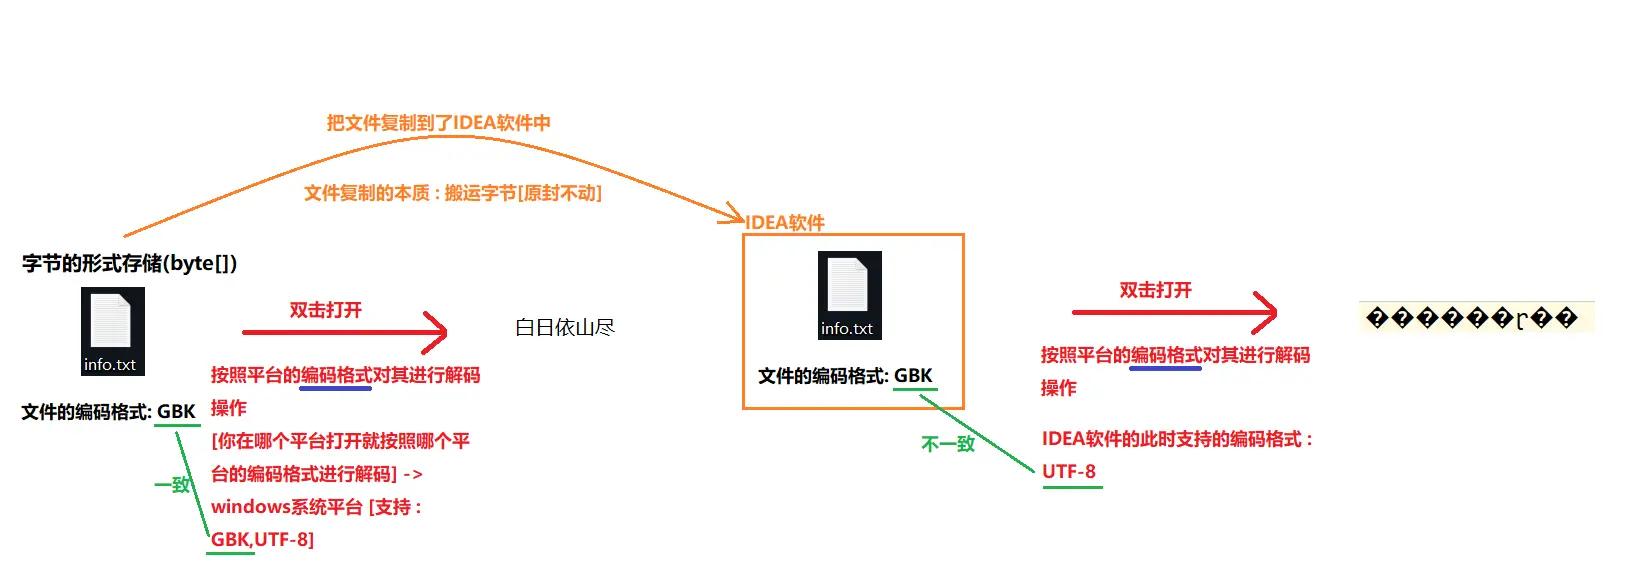 把文件复制到了IDEA软件中
文件复制的本质 : 搬运字节[原封不动]
字节的形式存储(byte[])
info.txt
文件的编码格式: GBK
一致
双击打开
按照平台的编码格式对其进行解码
操作
[你在哪个平台打开就按照哪个平
台的编码格式进行解码] ->
windows系统平台 [支持 :
GBK,UTF-8]
白日依山尽
IDEA软件
info.txt
文件的编码格式: GBK
不一致
双击打开
按照平台的编码格式对其进行解码
操作
IDEA软件的此时支持的编码格式 :
UTF-8
������ɽ��